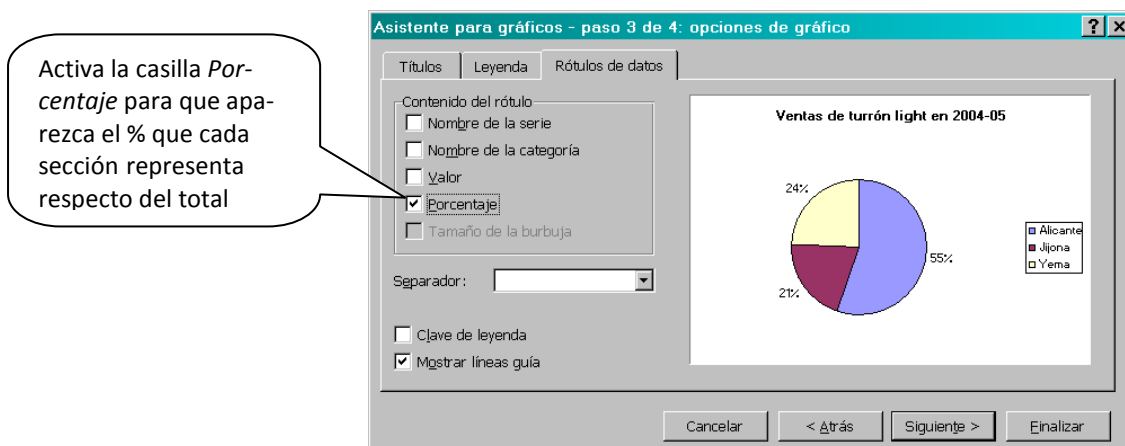 Activa la casilla Por-
centaje para que apa-
rezca el % que cada
sección representa
respecto del total
Asistente para gráficos - paso 3 de 4: opciones de gráfico
Títulos Leyenda Rótulos de datos
Contenido del rótulo
Nombre de la serie
Nombre de la categoría
Valor
Porcentaje
Tamaño de la burbuja
Separador:
Clave de leyenda
Mostrar líneas guía
Ventas de turrón light en 2004-05
24%
55%
21%
Alicante
Jijona
Yema
Cancelar < Atrás Siguiente > Finalizar